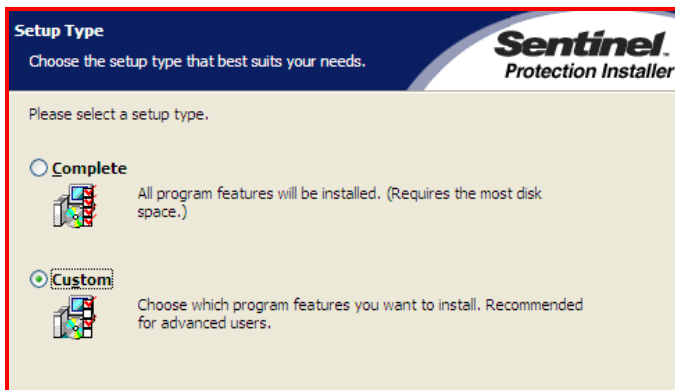 Setup Type
Choose the setup type that best suits your needs.
Sentinel.
Protection Installer
Please select a setup type.
Complete
All program features will be installed. (Requires the most disk
space.)
Custom
Choose which program features you want to install. Recommended
for advanced users.